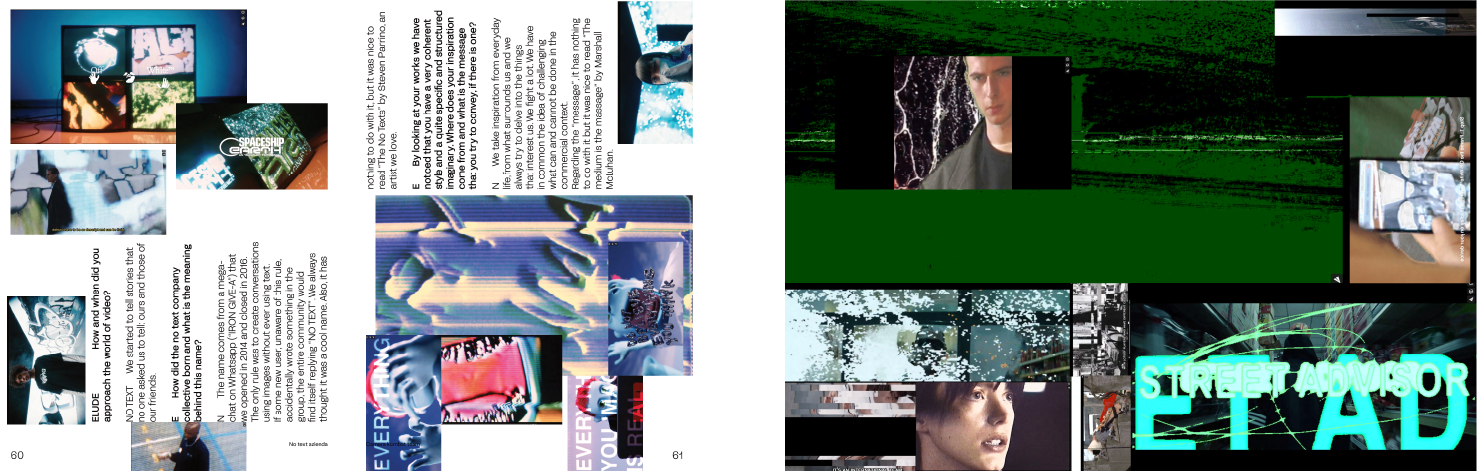 ELUDE How and whan did you
approach the world of video?
NO TEXT We started to tell stories that
no one asked us to tell: ours and those of
our friends.
E How did the no text company
collective born and what is the meaning
behind this name?
N The name comes from a mega-
chat on Whatsapp ("IRON GIVE-A") that
we opened in 2014 and closed in 2016.
The only rule was to create conversations
using images without ever using text.
If some new user, unaware of this rule,
accidentally wrote something in the
group, the entire community would
find itself replying "NO TEXT". We always
thought it was a cool name. Also, it has
nothing to do with it, but it was nice to
read "The No Texts" by Steven Parrino, an
artist we love.
E By looking at your works we have
notced that you have a very coherent
style and a quite specific and structured
imaginary. Where does your inspiration
come from and what is the message
that you try to convey, if there is one?
N We take inspiration from everyday
life, from what surrounds us and we
always try to delve into the things
that interest us. We fight a lot. We have
in common the idea of challenging
what can and cannot be done in the
commercial context.
Regarding the "message", it has nothing
to do with it but it was nice to read "The
medium is the massage" by Marshall
McLuhan.
SPACESHIP
EARTH
EVERYTHING
EVERYTHING
YOU MA
IS REAL
No text azienda
60
61
STREET ADVISOR
ET AD